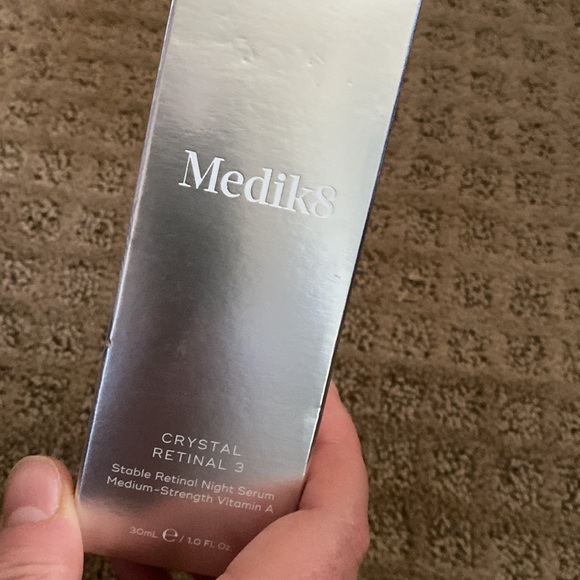 Medik8
CRYSTAL
RETINAL 3
Stable Retinal Night Serum
Medium-Strength Vitamin A
30mL ℮ / 1.0 Fl. Oz.